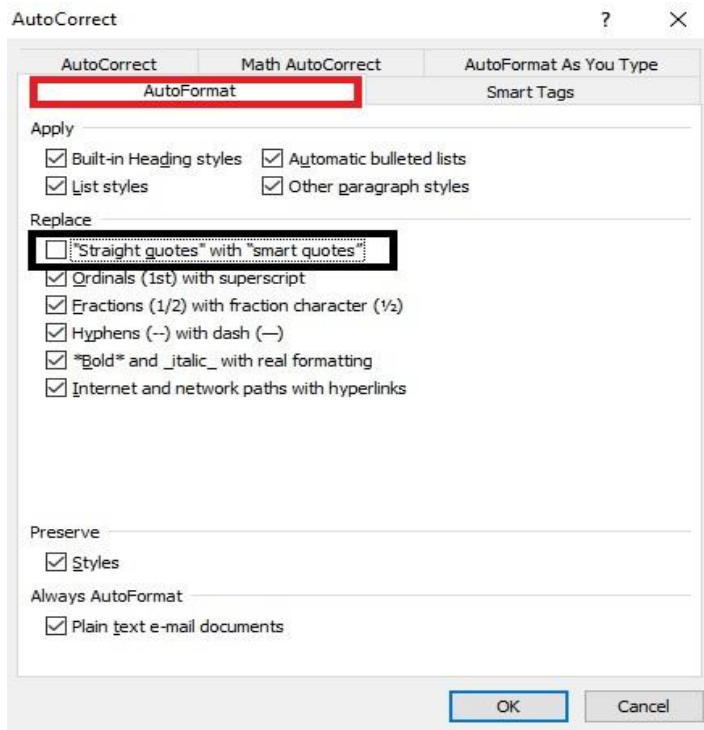 AutoCorrect ? ✕
AutoCorrect Math AutoCorrect AutoFormat As You Type
AutoFormat Smart Tags
Apply
Built-in Heading styles Automatic bulleted lists
List styles Other paragraph styles
Replace
"Straight quotes" with “smart quotes”
Ordinals (1st) with superscript
Fractions (1/2) with fraction character (½)
Hyphens (--) with dash (—)
*Bold* and _italic_ with real formatting
Internet and network paths with hyperlinks
Preserve
Styles
Always AutoFormat
Plain text e-mail documents
OK Cancel